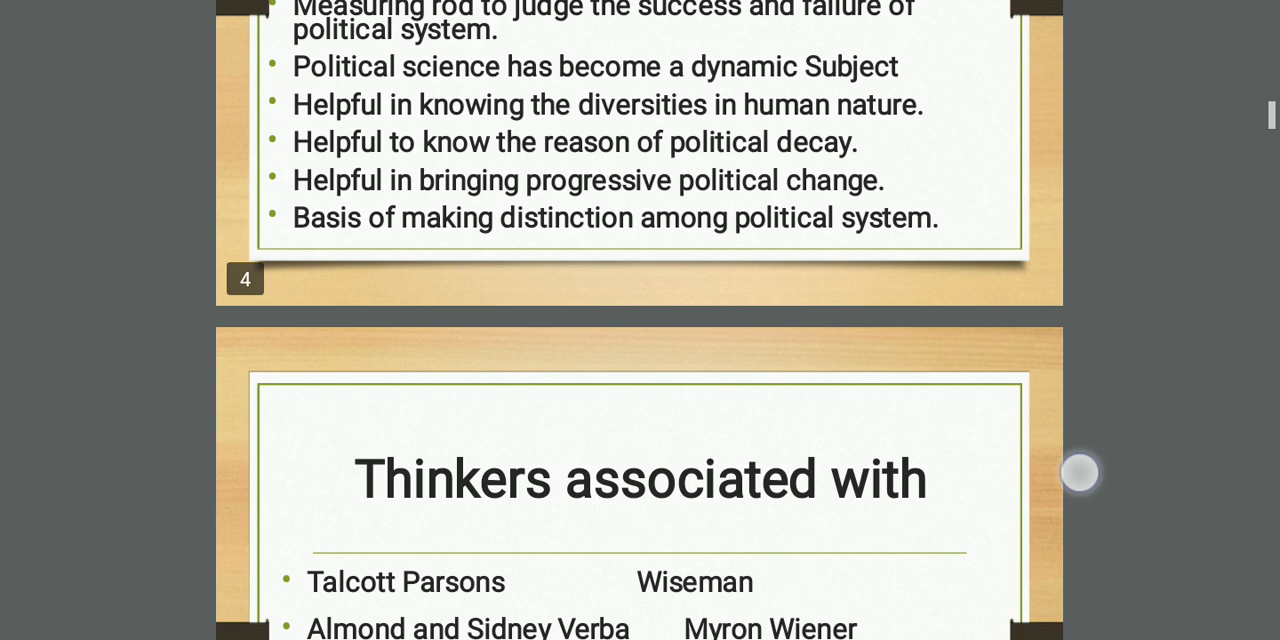 Measuring rod to judge the success and failure of
political system.
Political science has become a dynamic Subject
Helpful in knowing the diversities in human nature.
Helpful to know the reason of political decay.
Helpful in bringing progressive political change.
Basis of making distinction among political system.
4
Thinkers associated with
Talcott Parsons Wiseman
Almond and Sidney Verba Myron Wiener